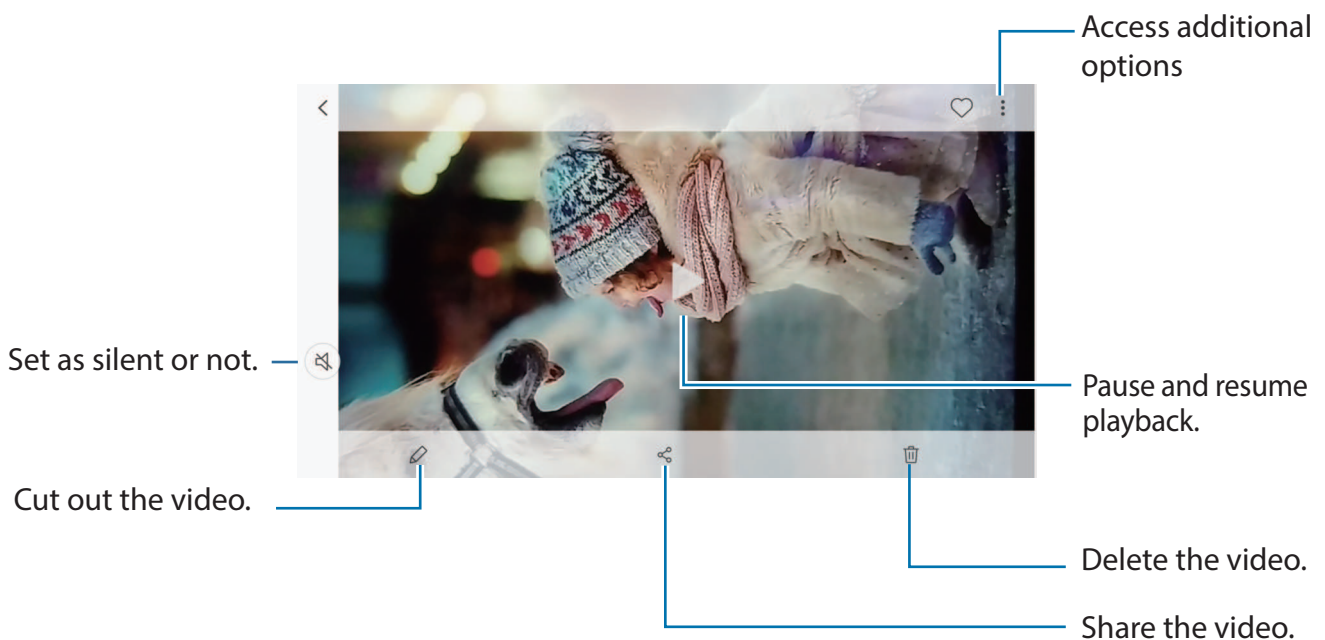 Access additional
options
Set as silent or not.
Pause and resume
playback.
Cut out the video.
Delete the video.
Share the video.